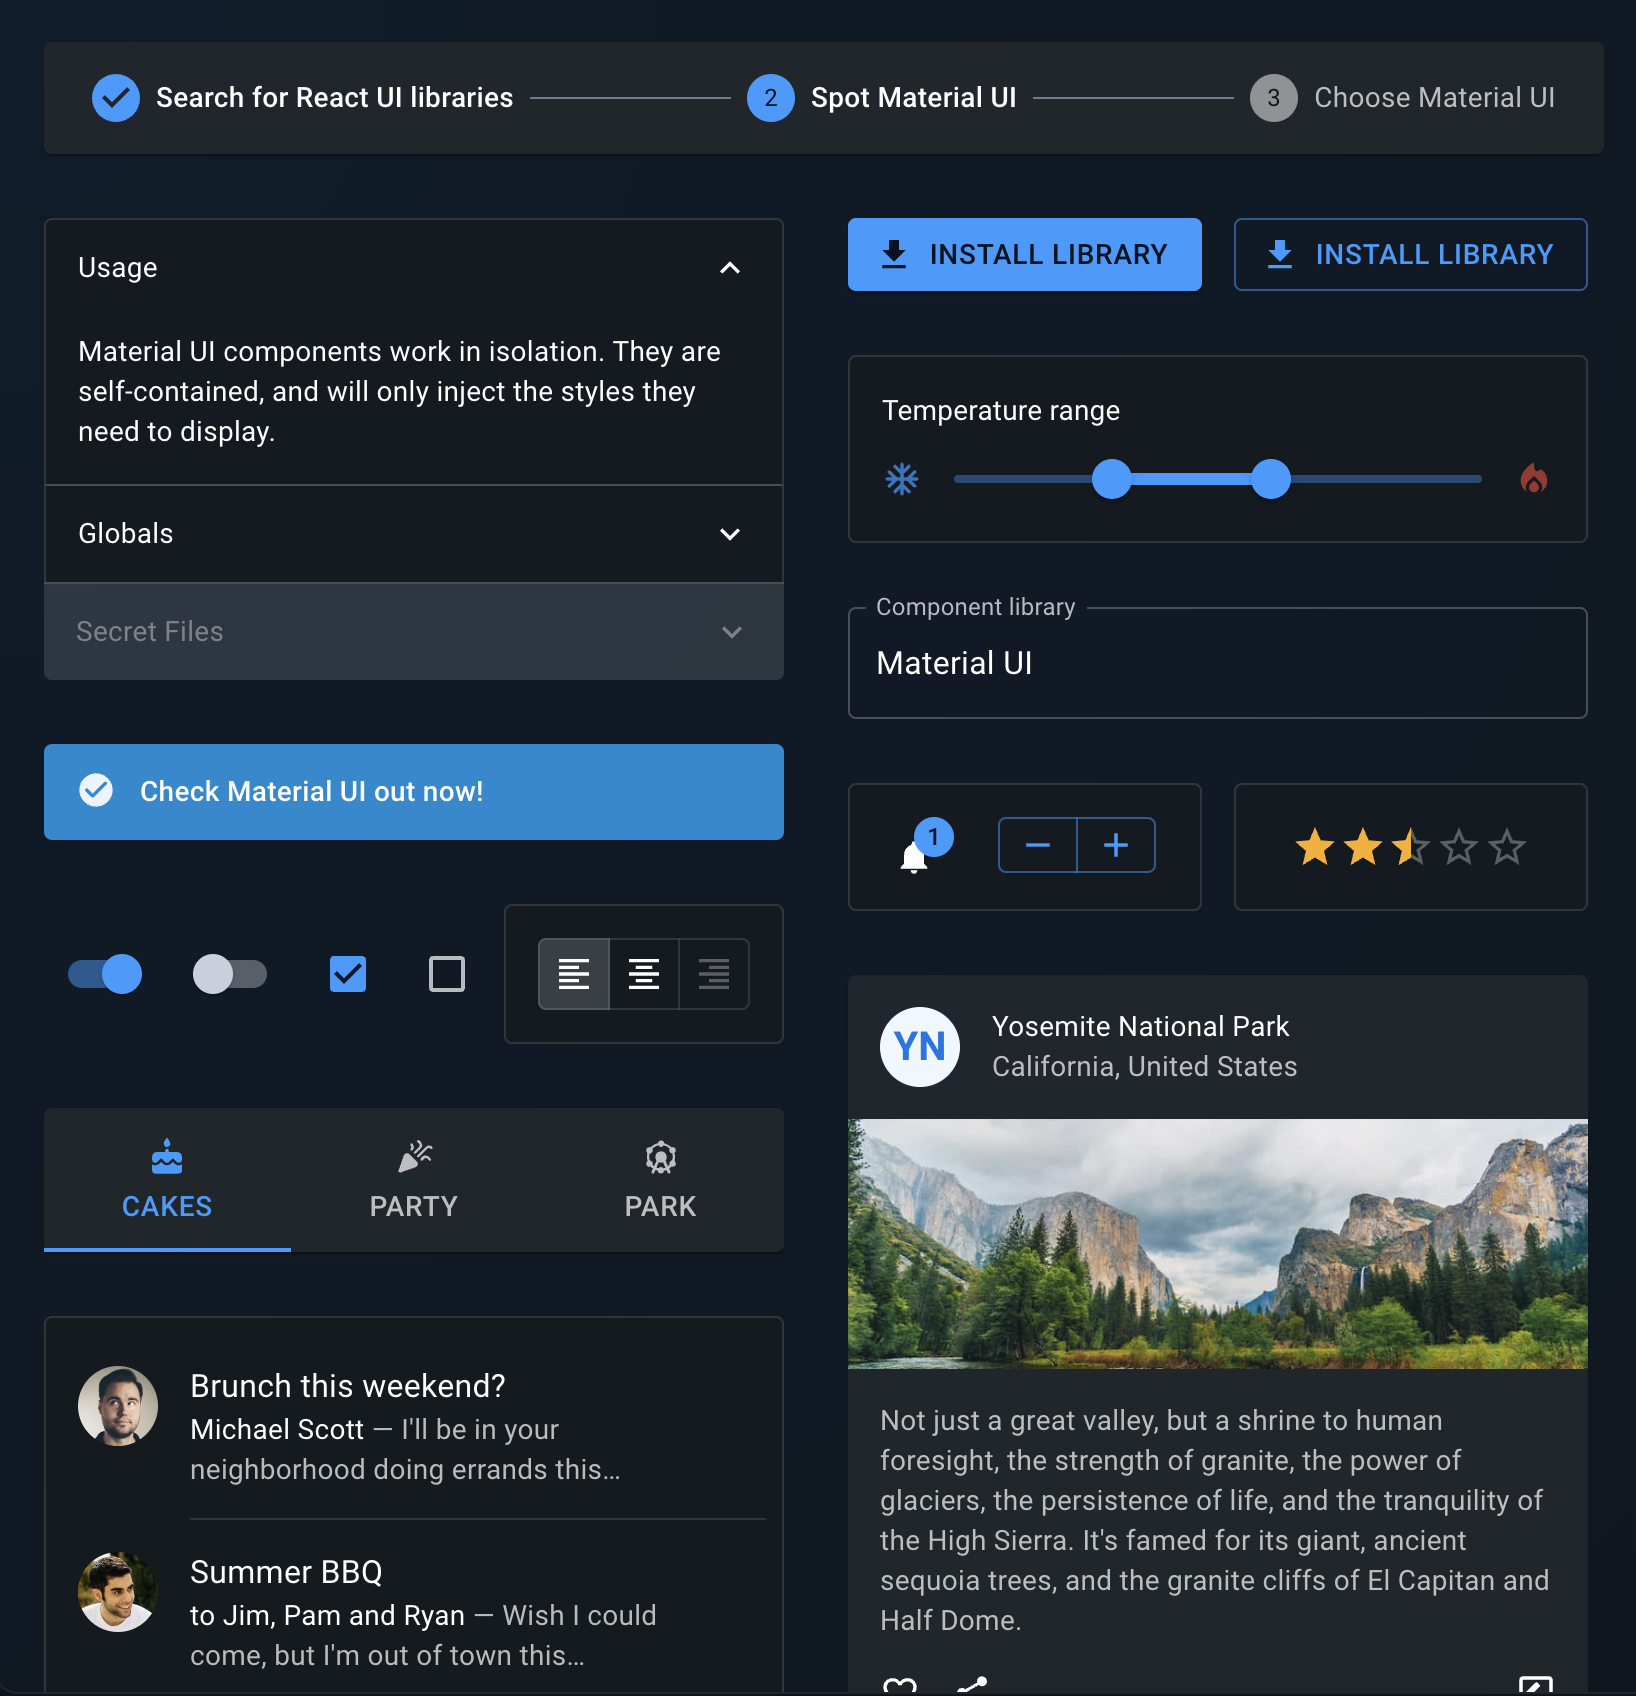 Search for React UI libraries
2
Spot Material UI
3
Choose Material UI
Usage
Material UI components work in isolation. They are
self-contained, and will only inject the styles they
need to display.
Globals
Secret Files
Check Material UI out now!
CAKES
PARTY
PARK
Brunch this weekend?
Michael Scott — I'll be in your
neighborhood doing errands this…
Summer BBQ
to Jim, Pam and Ryan — Wish I could
come, but I'm out of town this…
INSTALL LIBRARY
INSTALL LIBRARY
Temperature range
Component library
Material UI
1
YN
Yosemite National Park
California, United States
Not just a great valley, but a shrine to human
foresight, the strength of granite, the power of
glaciers, the persistence of life, and the tranquility of
the High Sierra. It's famed for its giant, ancient
sequoia trees, and the granite cliffs of El Capitan and
Half Dome.